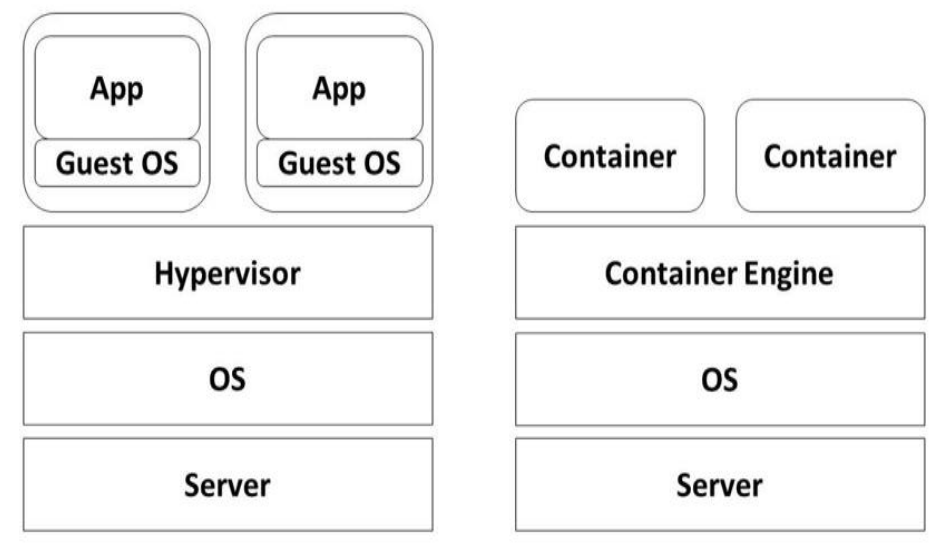 App
Guest OS
App
Guest OS
Hypervisor
OS
Server
Container
Container
Container Engine
OS
Server